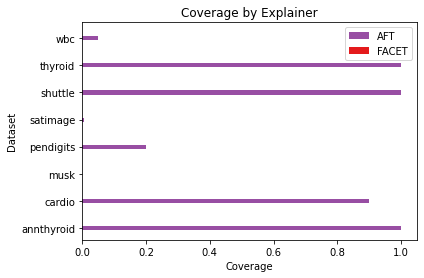 Coverage by Explainer
AFT
FACET
wbc
thyroid
shuttle
satimage
pendigits
musk
cardio
annthyroid
Dataset
0.0 0.2 0.4 0.6 0.8 1.0
Coverage